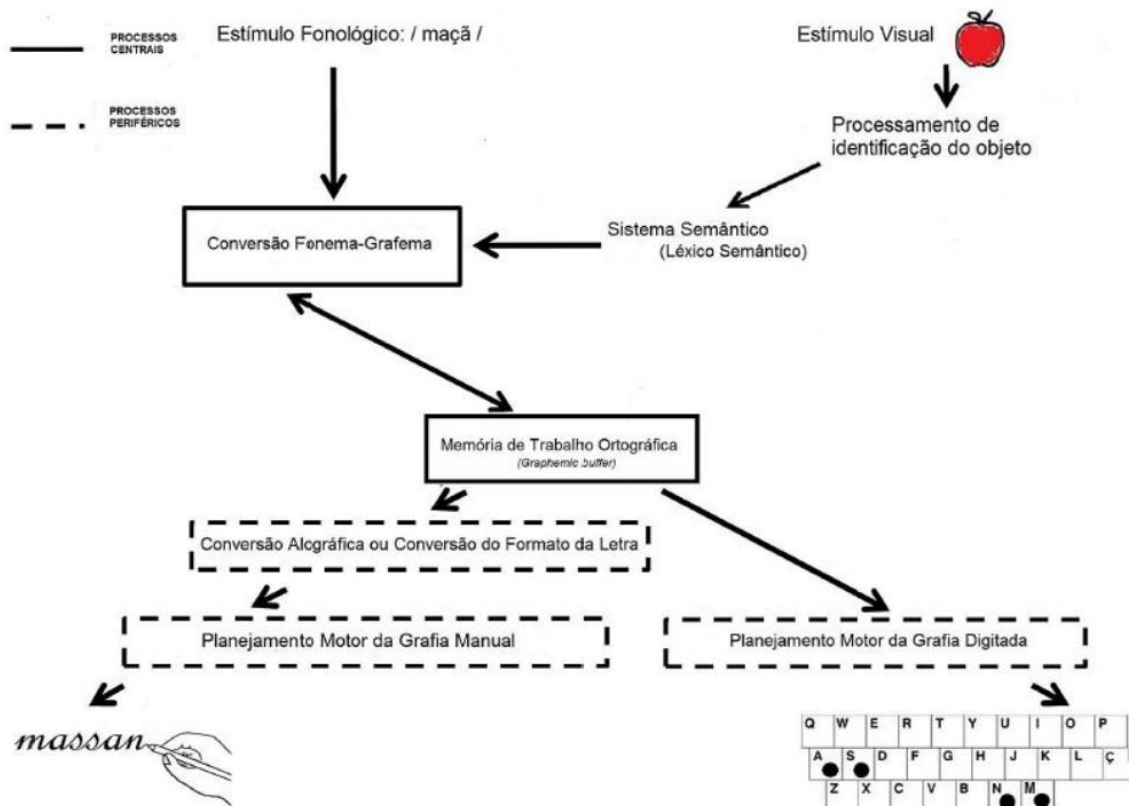 PROCESSOS
CENTRAIS
Estímulo Fonológico: / maçã /
Estímulo Visual
PROCESSOS
PERIFÉRICOS
Processamento de
identificação do objeto
Conversão Fonema-Grafema
Sistema Semântico
(Léxico Semântico)
Memória de Trabalho Ortográfica
(Graphemic buffer)
Conversão Alográfica ou Conversão do Formato da Letra
Planejamento Motor da Grafia Manual
Planejamento Motor da Grafia Digitada
massan
Q W E R T Y U I O P
A S D F G H J K L Ç
Z X C V B N M